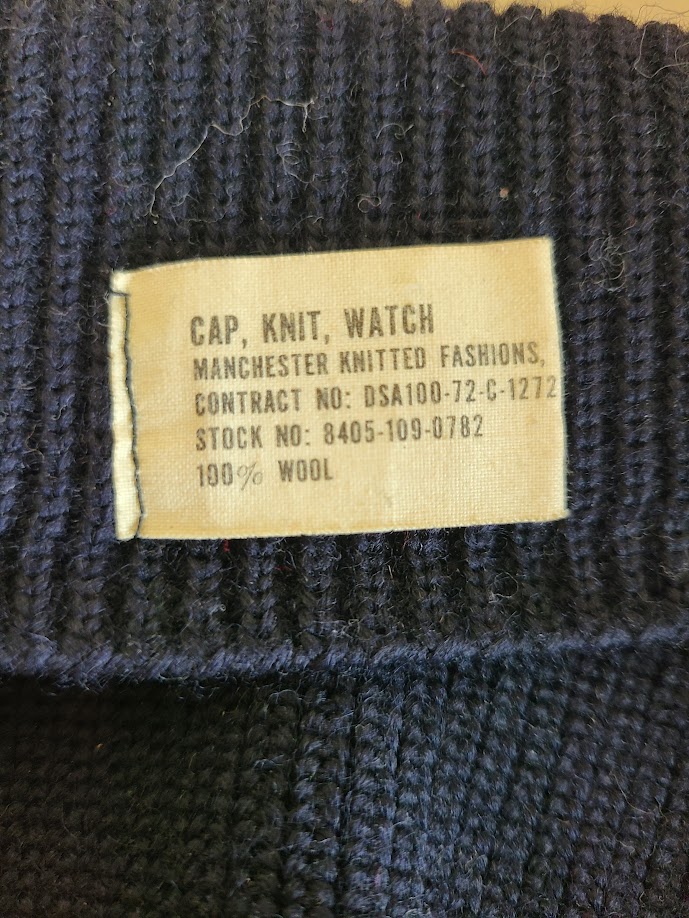 CAP, KNIT, WATCH
MANCHESTER KNITTED FASHIONS,
CONTRACT NO: DSA100-72-C-1272
STOCK NO: 8405-109-0782
100% WOOL